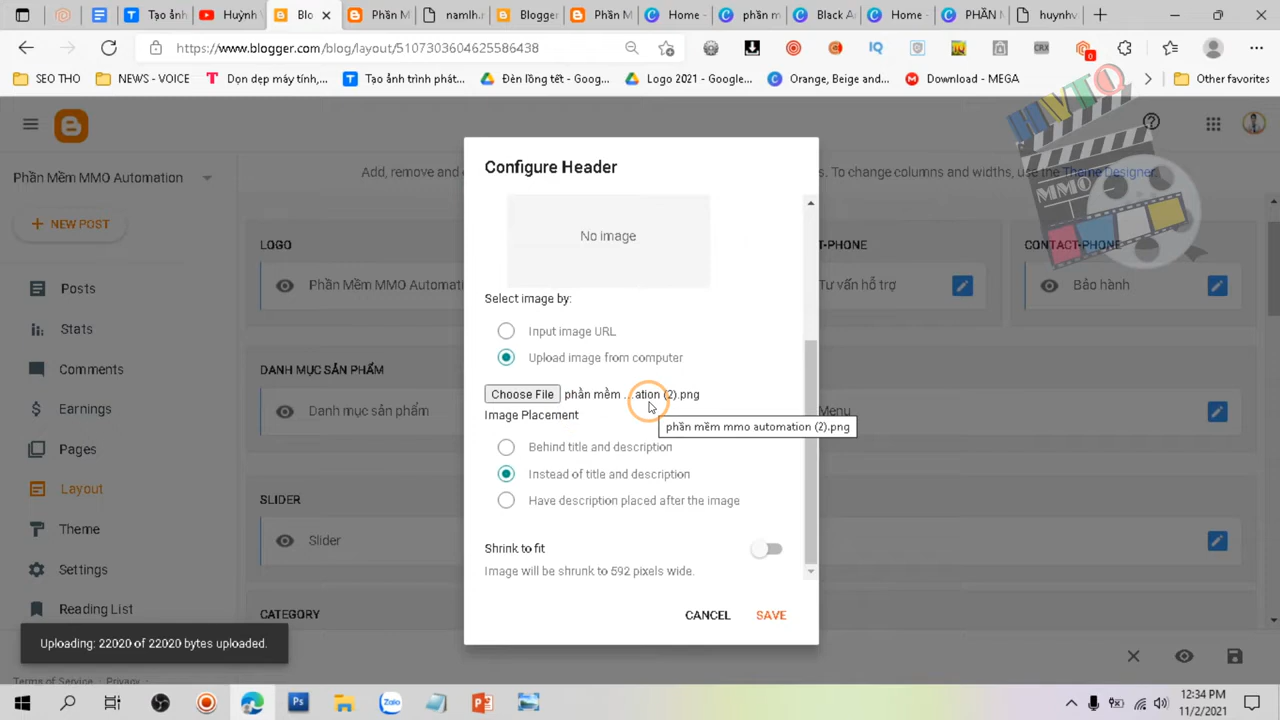 Tạo ảnh
Huỳnh V
Blo
Phần M
namlh.r
Blogger
Phần M
Home -
phần m
Black A
Home -
PHẦN M
huynhv
https://www.blogger.com/blog/layout/5107303604625586438
IQ
CRX
0
SEO THO
NEWS - VOICE
Dọn dẹp máy tính,...
Tạo ảnh trình phát...
Đèn lồng tết - Goog...
Logo 2021 - Google...
Orange, Beige and...
Download - MEGA
Other favorites
HVTO
MMO
Phần Mềm MMO Automation
Add, remove and e
To change columns and widths, use the Theme Designer.
NEW POST
Posts
Stats
Comments
Earnings
Pages
Layout
Theme
Settings
Reading List
Terms of Service • Privacy •
LOGO
Phần Mềm MMO Automati
-PHONE
Tư vấn hỗ trợ
CONTACT-PHONE
Bảo hành
DANH MỤC SẢN PHẨM
Danh mục sản phẩm
Menu
SLIDER
Slider
CATEGORY
Configure Header
No image
Select image by:
Input image URL
Upload image from computer
Choose File phần mềm ...ation (2).png
Image Placement
phần mềm mmo automation (2).png
Behind title and description
Instead of title and description
Have description placed after the image
Shrink to fit
Image will be shrunk to 592 pixels wide.
CANCEL
SAVE
Uploading: 22020 of 22020 bytes uploaded.
Ps
Zalo
12:34 PM
11/2/2021